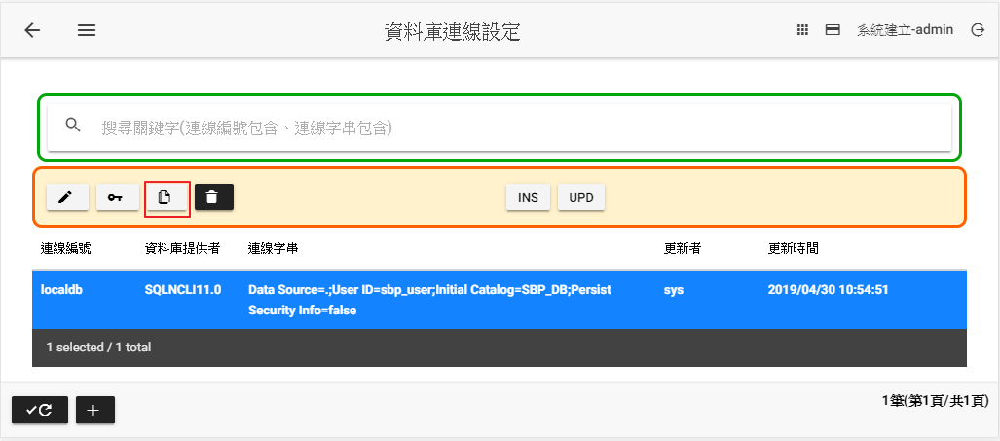 資料庫連線設定
系統建立-admin
搜尋關鍵字(連線編號包含、連線字串包含)
INS UPD
連線編號 資料庫提供者 連線字串 更新者 更新時間
localdb SQLNCLI11.0 Data Source=.;User ID=sbp_user;Initial Catalog=SBP_DB;Persist sys 2019/04/30 10:54:51
Security Info=false
1 selected / 1 total
1筆(第1頁/共1頁)